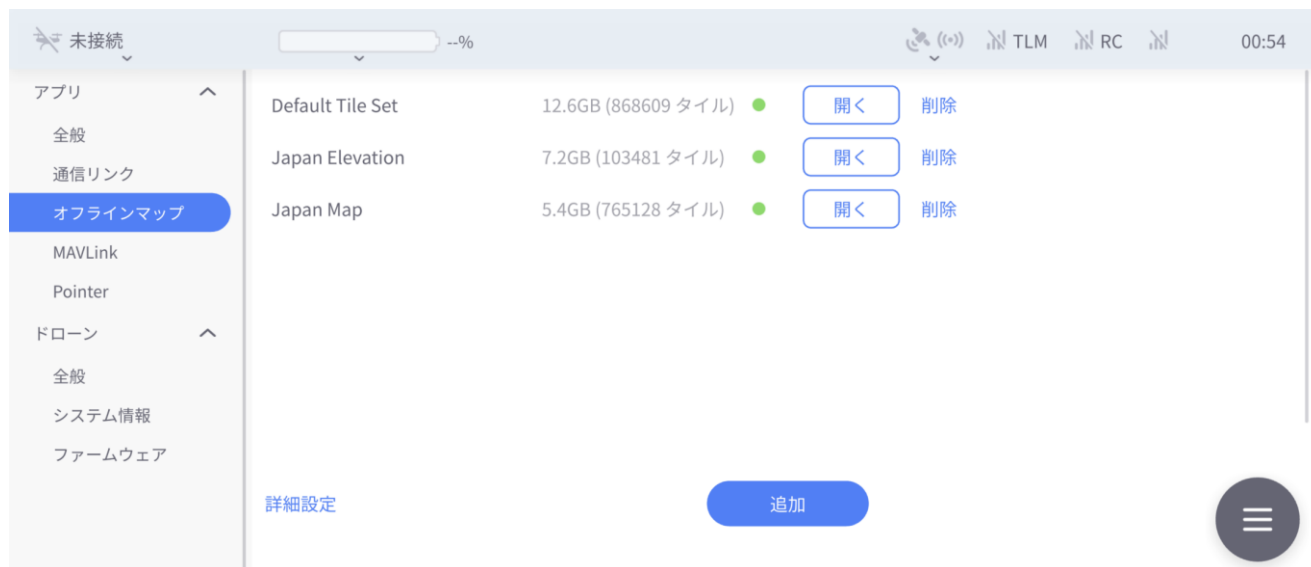 未接続 --% TLM RC 00:54
アプリ
全般
通信リンク
オフラインマップ
MAVLink
Pointer
ドローン
全般
システム情報
ファームウェア
Default Tile Set 12.6GB (868609 タイル) 開く 削除
Japan Elevation 7.2GB (103481 タイル) 開く 削除
Japan Map 5.4GB (765128 タイル) 開く 削除
詳細設定 追加